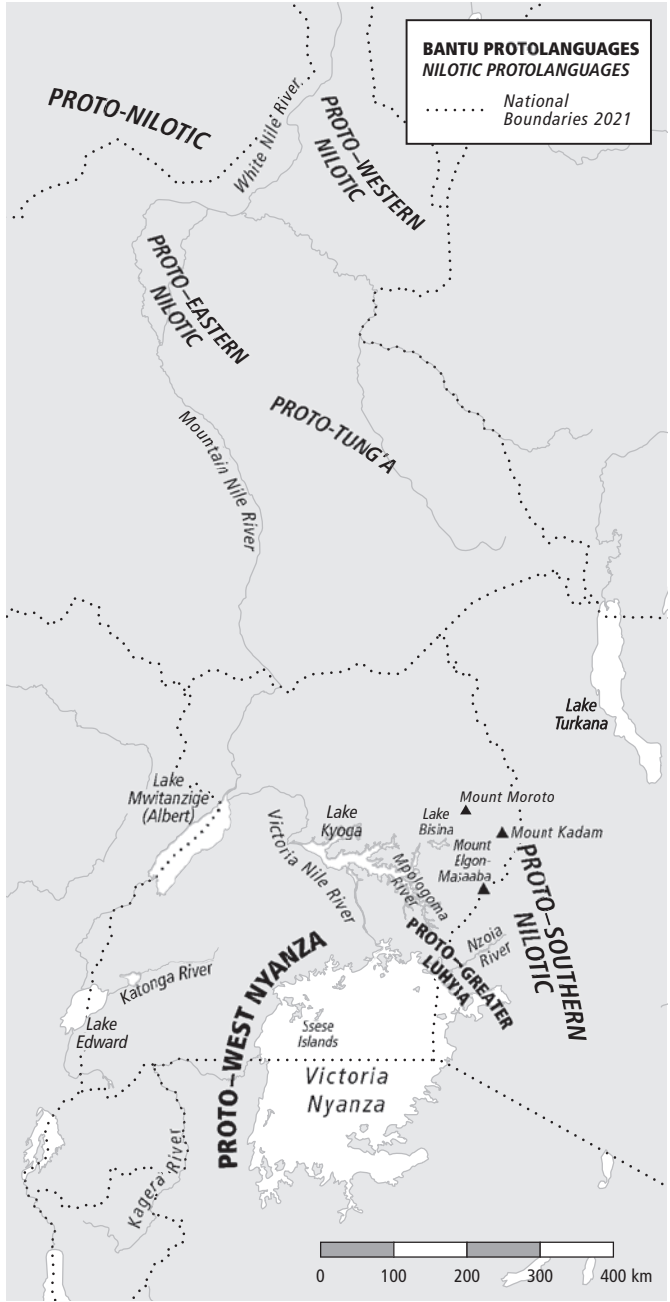 BANTU PROTOLANGUAGES
NILOTIC PROTOLANGUAGES
National
Boundaries 2021
PROTO-NILOTIC
White Nile River
PROTO–WESTERN
NILOTIC
PROTO–EASTERN
NILOTIC
PROTO-TUNG'A
Mountain Nile River
Lake
Turkana
Lake
Mwitanzige
(Albert)
Victoria Nile River
Lake
Kyoga
Lake
Bisina
Mount Moroto
Mount Kadam
Mount
Elgon-
Masaaba
Mpologoma
River
PROTO–SOUTHERN
NILOTIC
Nzoia
River
PROTO–GREATER
LUHYIA
PROTO–WEST NYANZA
Katonga River
Lake
Edward
Ssese
Islands
Victoria
Nyanza
Kagera River
0 100 200 300 400 km